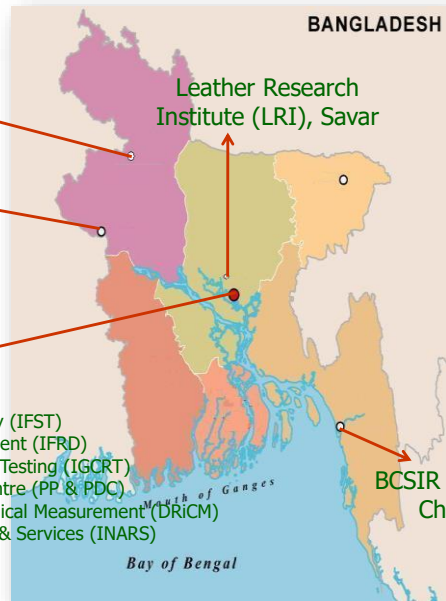 BANGLADESH
Leather Research
Institute (LRI), Savar
(IFST)
ent (IFRD)
Testing (IGCRT)
tre (PP & PDC)
ical Measurement (DRiCM)
& Services (INARS)
BCSIR
Ch
Mouth of Ganges
Bay of Bengal